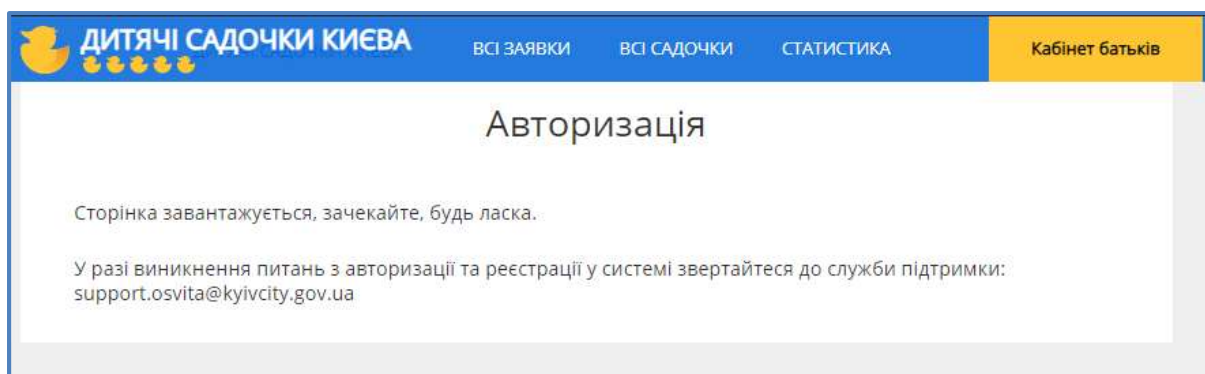 ДИТЯЧІ САДОЧКИ КИЄВА
ВСІ ЗАЯВКИ
ВСІ САДОЧКИ
СТАТИСТИКА
Кабінет батьків
Авторизація
Сторінка завантажується, зачекайте, будь ласка.
У разі виникнення питань з авторизації та реєстрації у системі звертайтеся до служби підтримки:
support.osvita@kyivcity.gov.ua